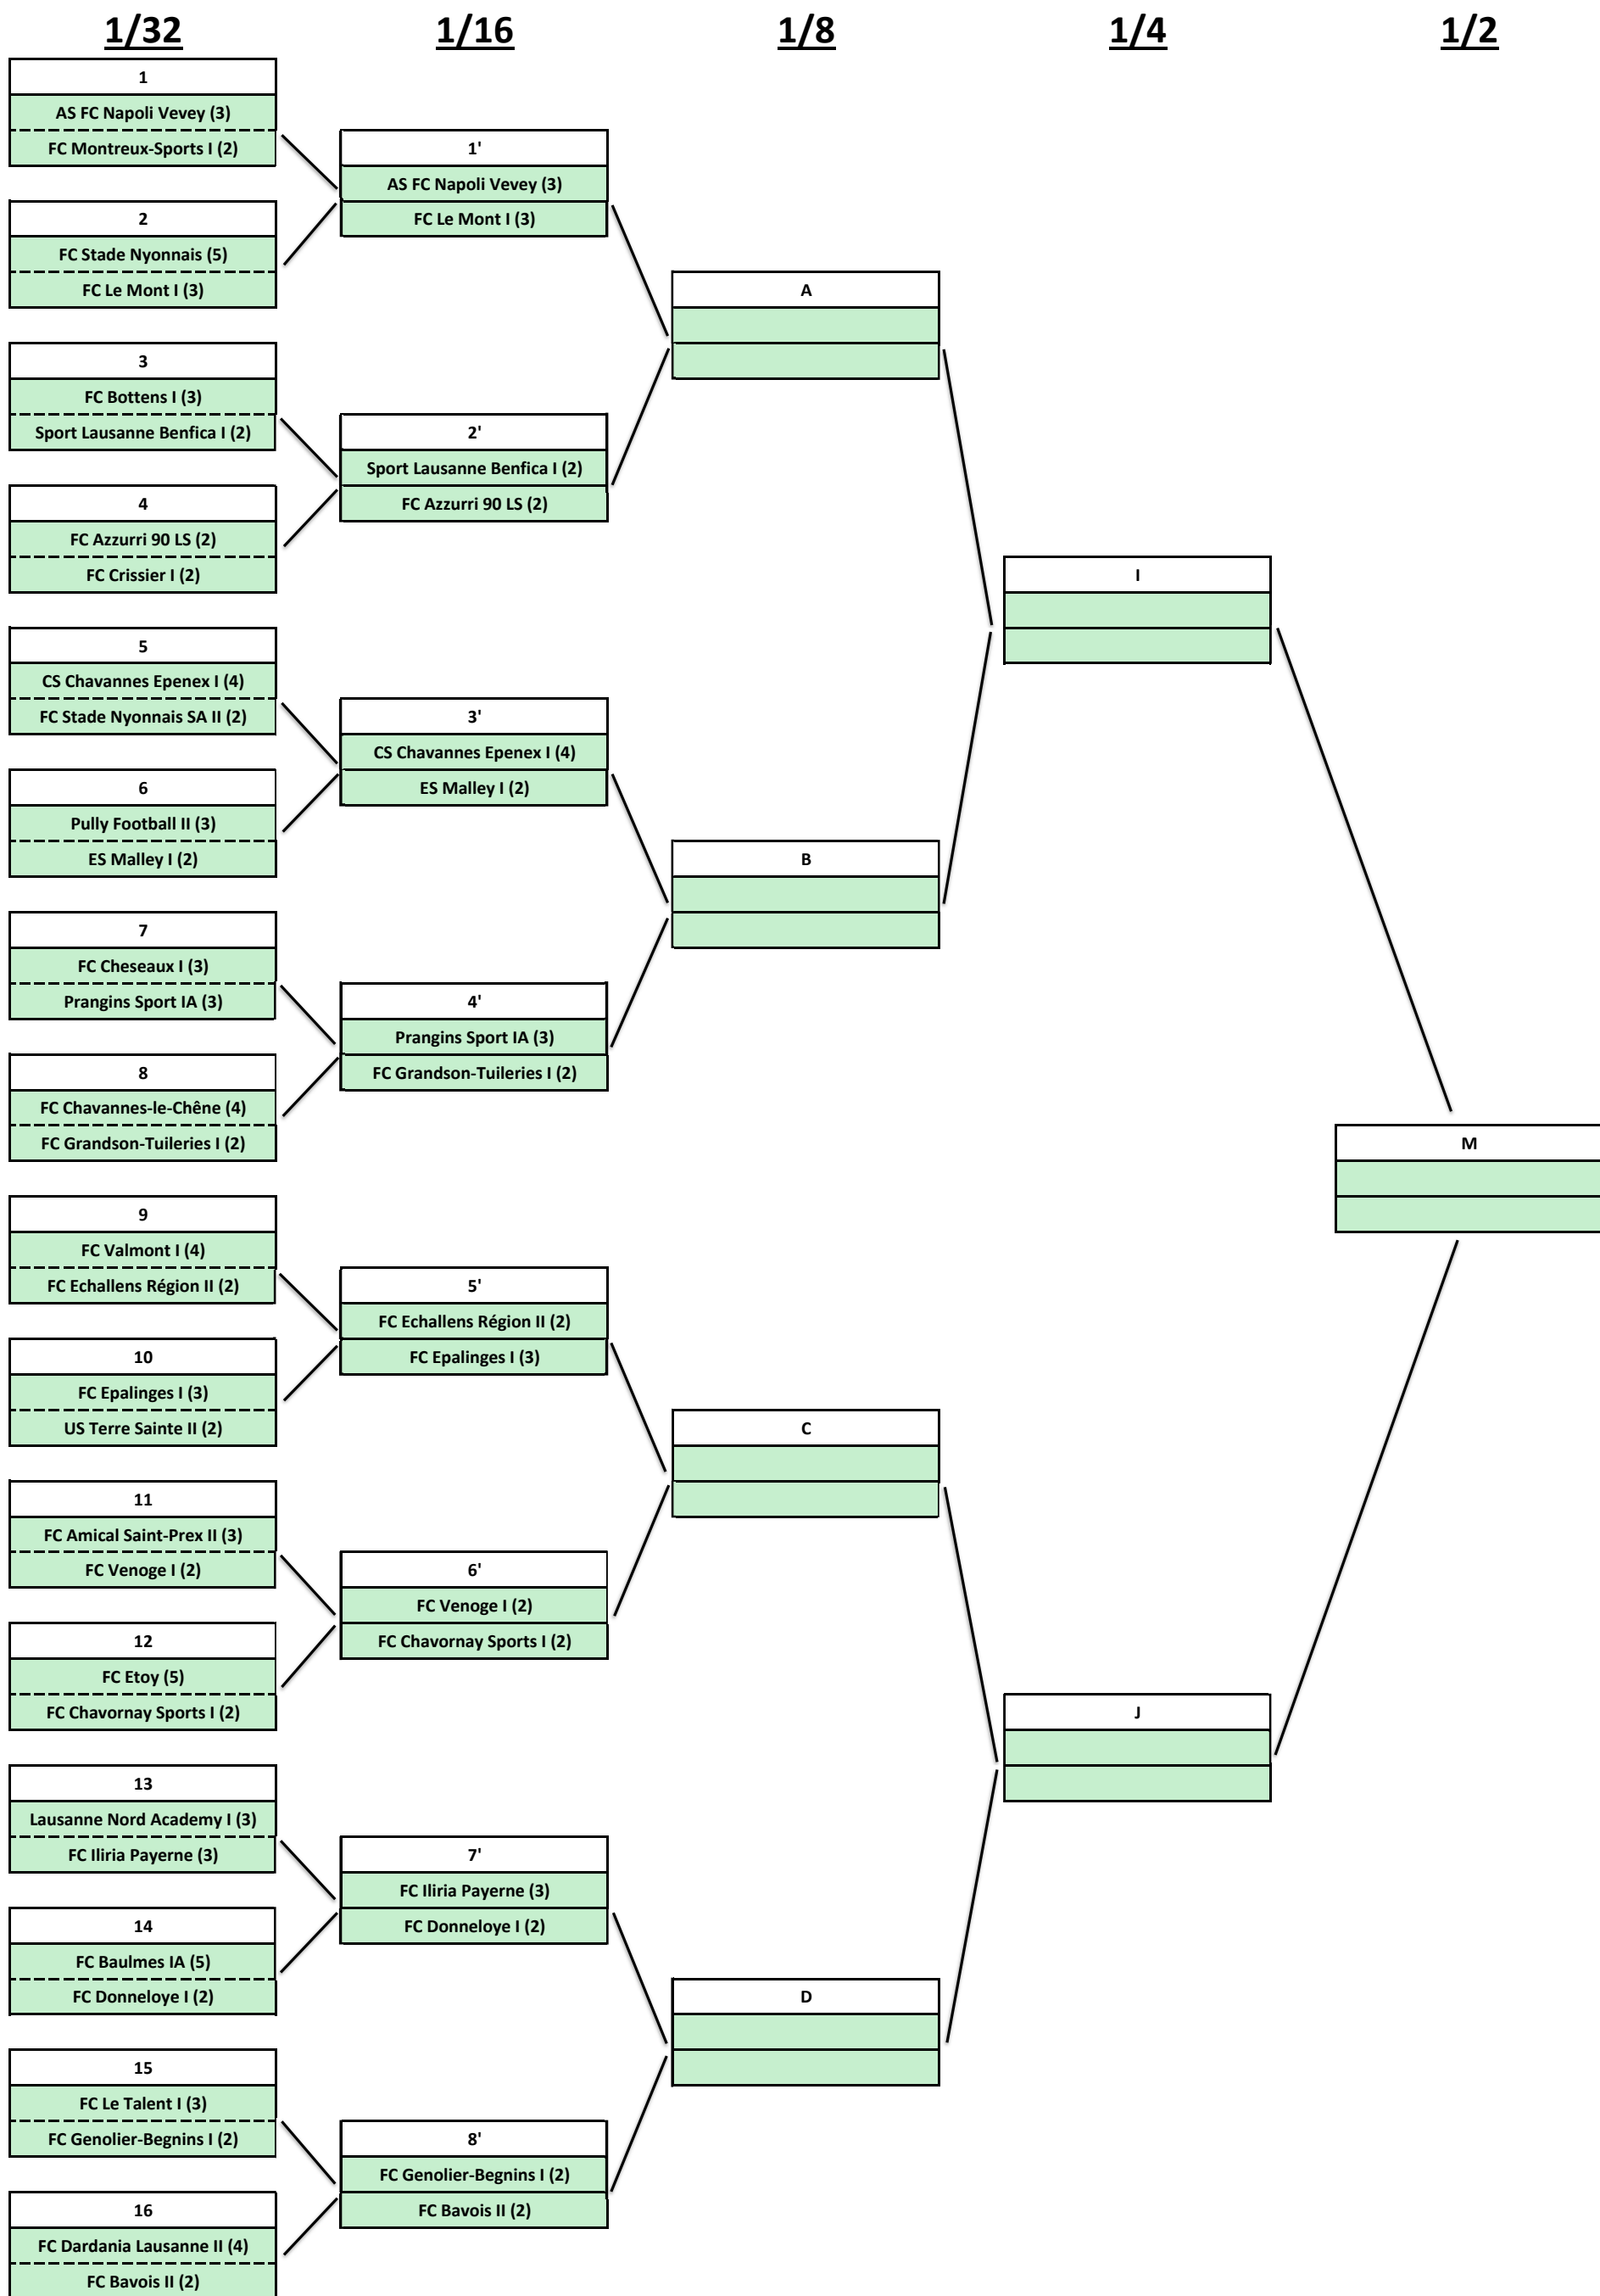 1/32
1/16
1/8
1/4
1/2
1
AS FC Napoli Vevey (3)
FC Montreux-Sports I (2)
2
FC Stade Nyonnais (5)
FC Le Mont I (3)
3
FC Bottens I (3)
Sport Lausanne Benfica I (2)
4
FC Azzurri 90 LS (2)
FC Crissier I (2)
5
CS Chavannes Epenex I (4)
FC Stade Nyonnais SA II (2)
6
Pully Football II (3)
ES Malley I (2)
7
FC Cheseaux I (3)
Prangins Sport IA (3)
8
FC Chavannes-le-Chêne (4)
FC Grandson-Tuileries I (2)
9
FC Valmont I (4)
FC Echallens Région II (2)
10
FC Epalinges I (3)
US Terre Sainte II (2)
11
FC Amical Saint-Prex II (3)
FC Venoge I (2)
12
FC Etoy (5)
FC Chavornay Sports I (2)
13
Lausanne Nord Academy I (3)
FC Iliria Payerne (3)
14
FC Baulmes IA (5)
FC Donneloye I (2)
15
FC Le Talent I (3)
FC Genolier-Begnins I (2)
16
FC Dardania Lausanne II (4)
FC Bavois II (2)
1'
AS FC Napoli Vevey (3)
FC Le Mont I (3)
2'
Sport Lausanne Benfica I (2)
FC Azzurri 90 LS (2)
3'
CS Chavannes Epenex I (4)
ES Malley I (2)
4'
Prangins Sport IA (3)
FC Grandson-Tuileries I (2)
5'
FC Echallens Région II (2)
FC Epalinges I (3)
6'
FC Venoge I (2)
FC Chavornay Sports I (2)
7'
FC Iliria Payerne (3)
FC Donneloye I (2)
8'
FC Genolier-Begnins I (2)
FC Bavois II (2)
A
B
C
D
I
J
M